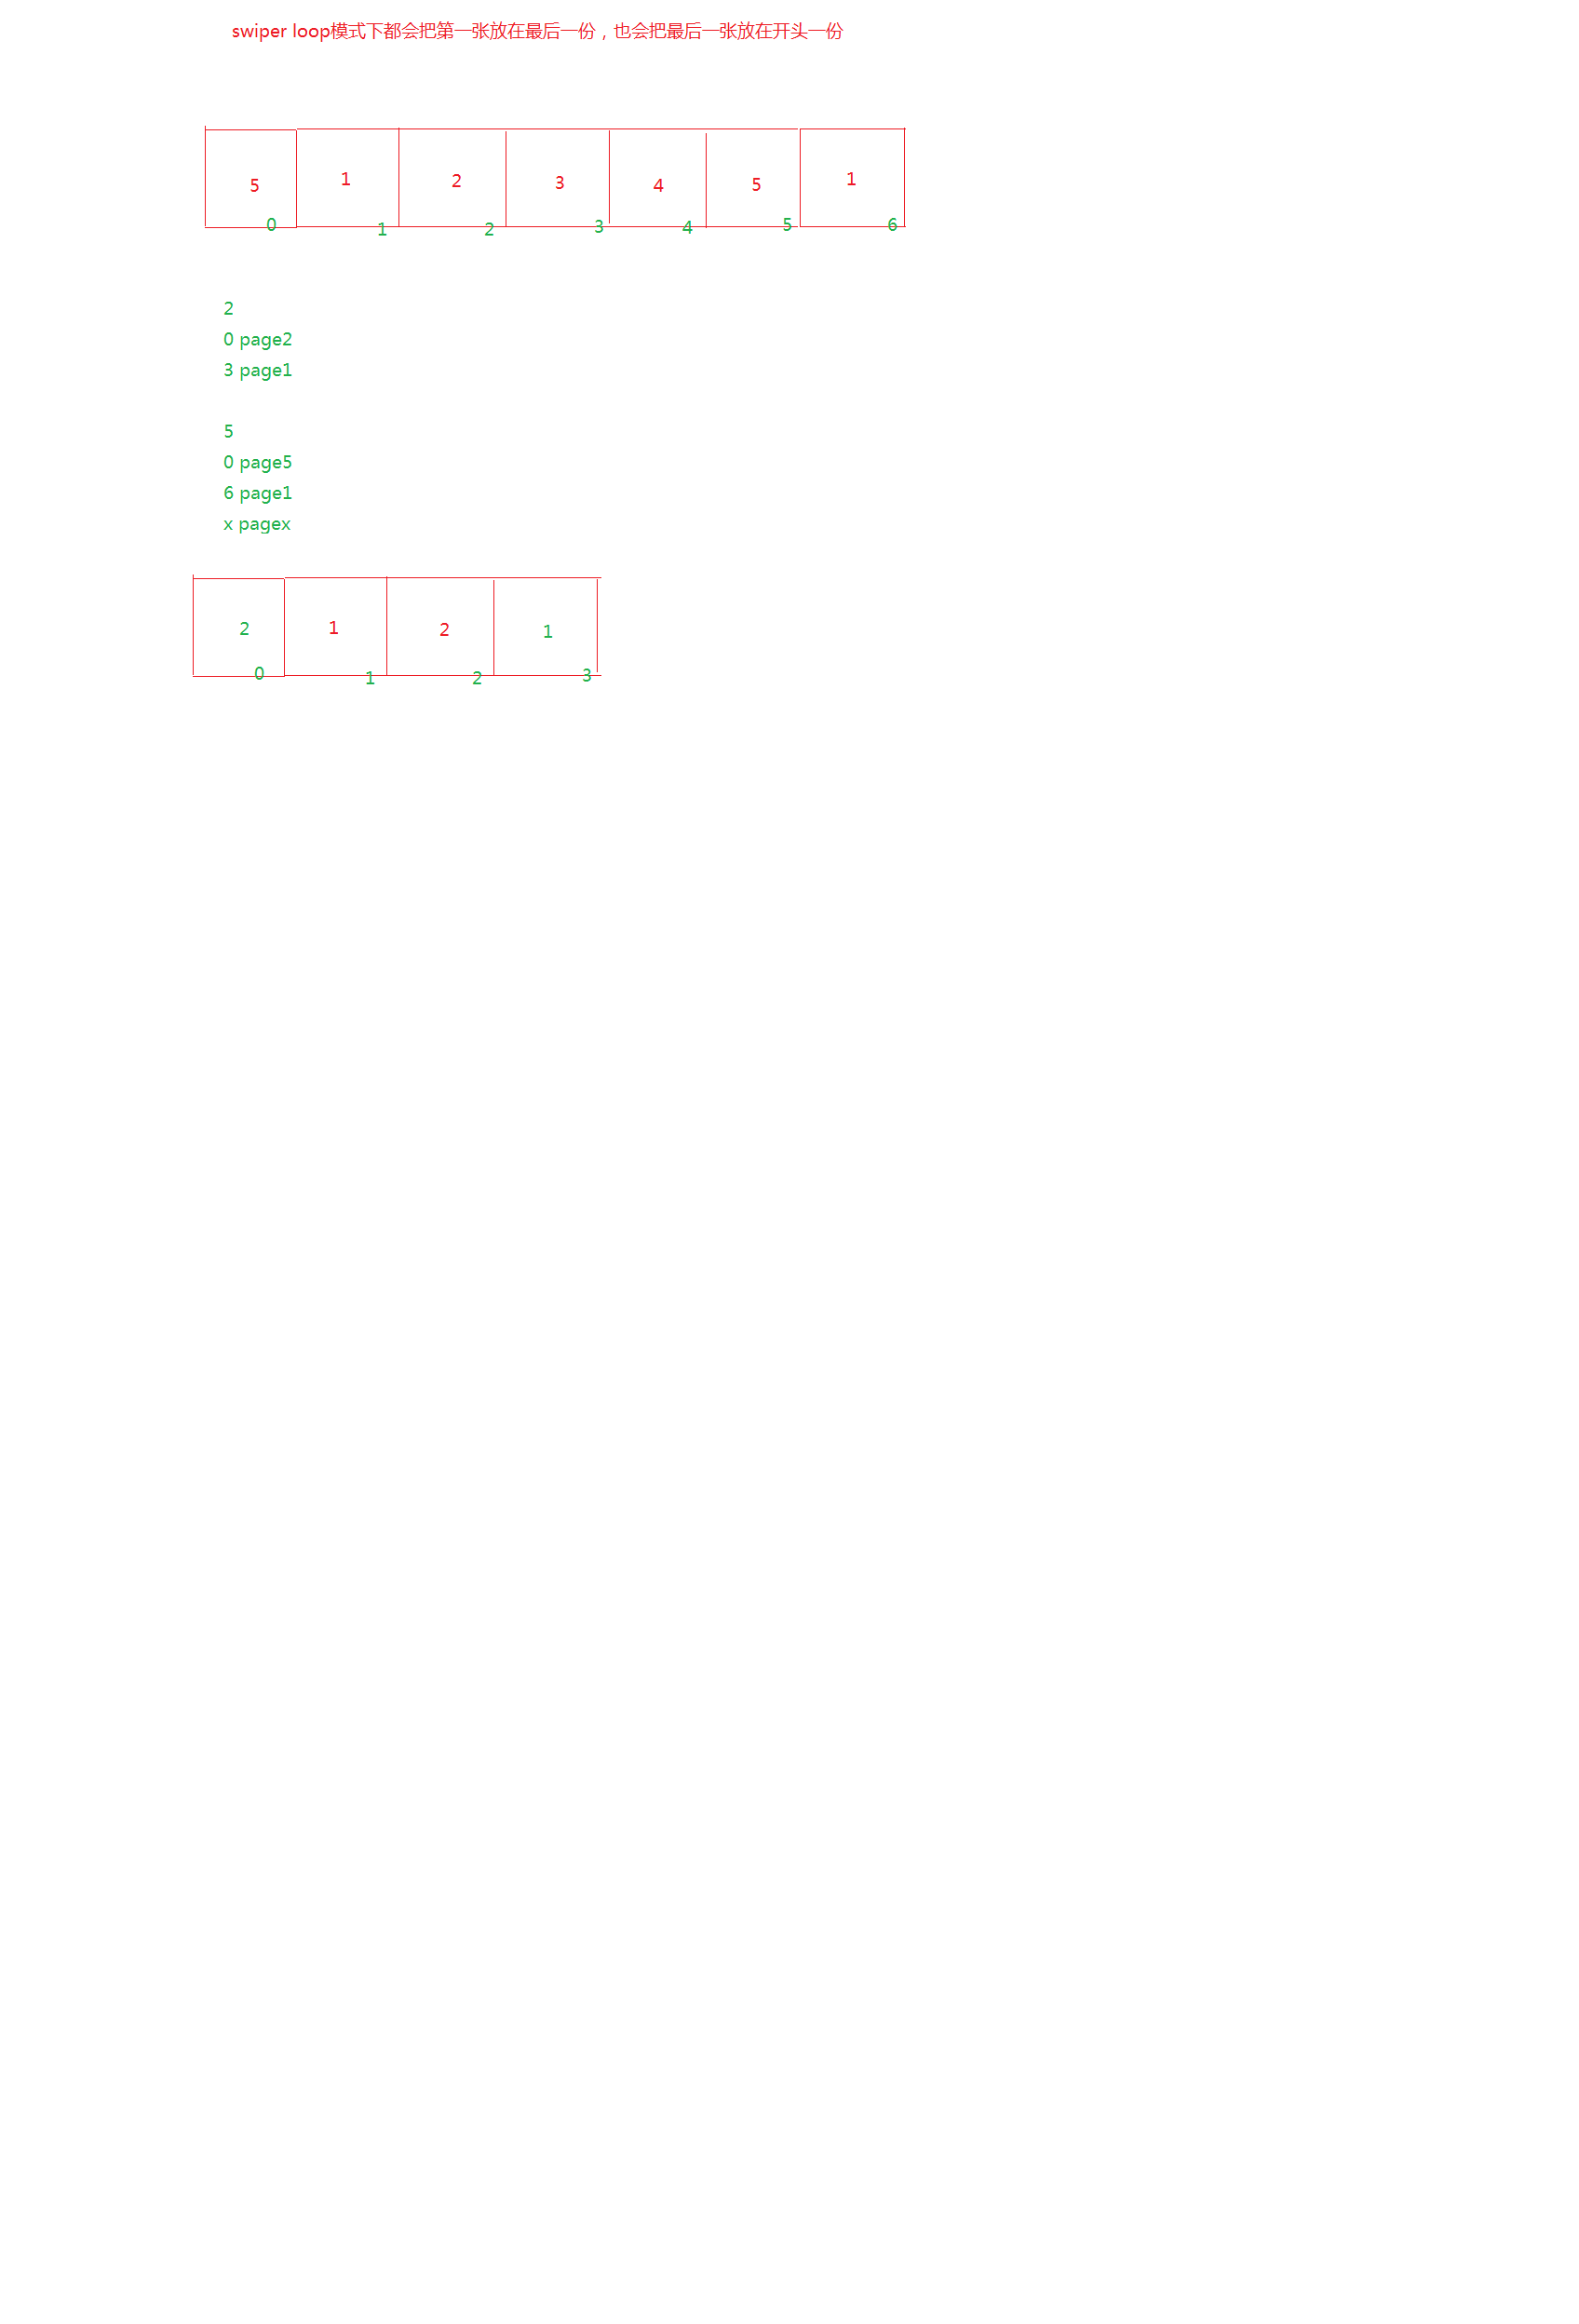 swiper loop模式下都会把第一张放在最后一份，也会把最后一张放在开头一份
5 1 2 3 4 5 1
0 1 2 3 4 5 6
2
0 page2
3 page1
5
0 page5
6 page1
x pagex
2 1 2 1
0 1 2 3